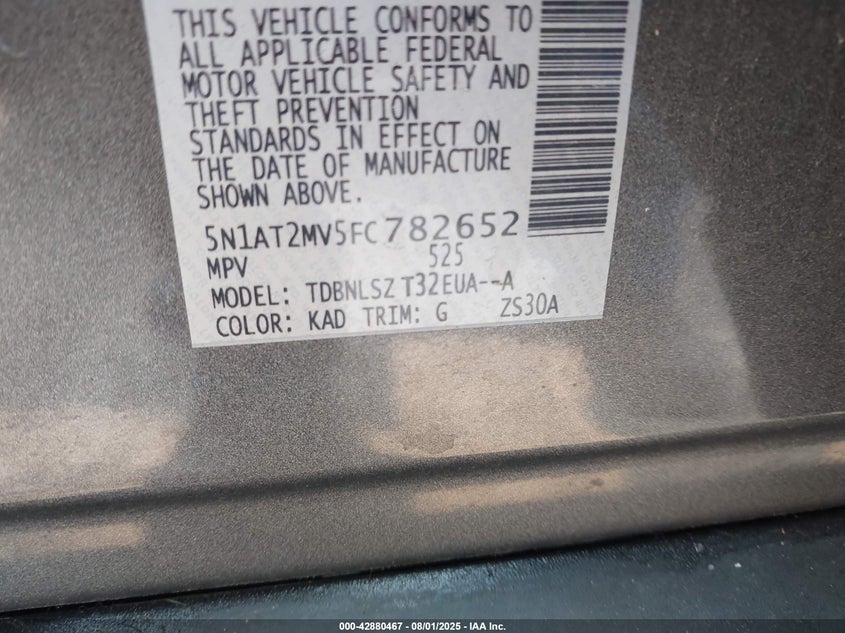 THIS VEHICLE CONFORMS TO
ALL APPLICABLE FEDERAL
MOTOR VEHICLE SAFETY AND
THEFT PREVENTION
STANDARDS IN EFFECT ON
THE DATE OF MANUFACTURE
SHOWN ABOVE.
5N1AT2MV5FC782652
MPV 525
MODEL: TDBNLSZ T32EUA--A
COLOR: KAD TRIM: G ZS30A
000-42880467 - 08/01/2025 - IAA Inc.